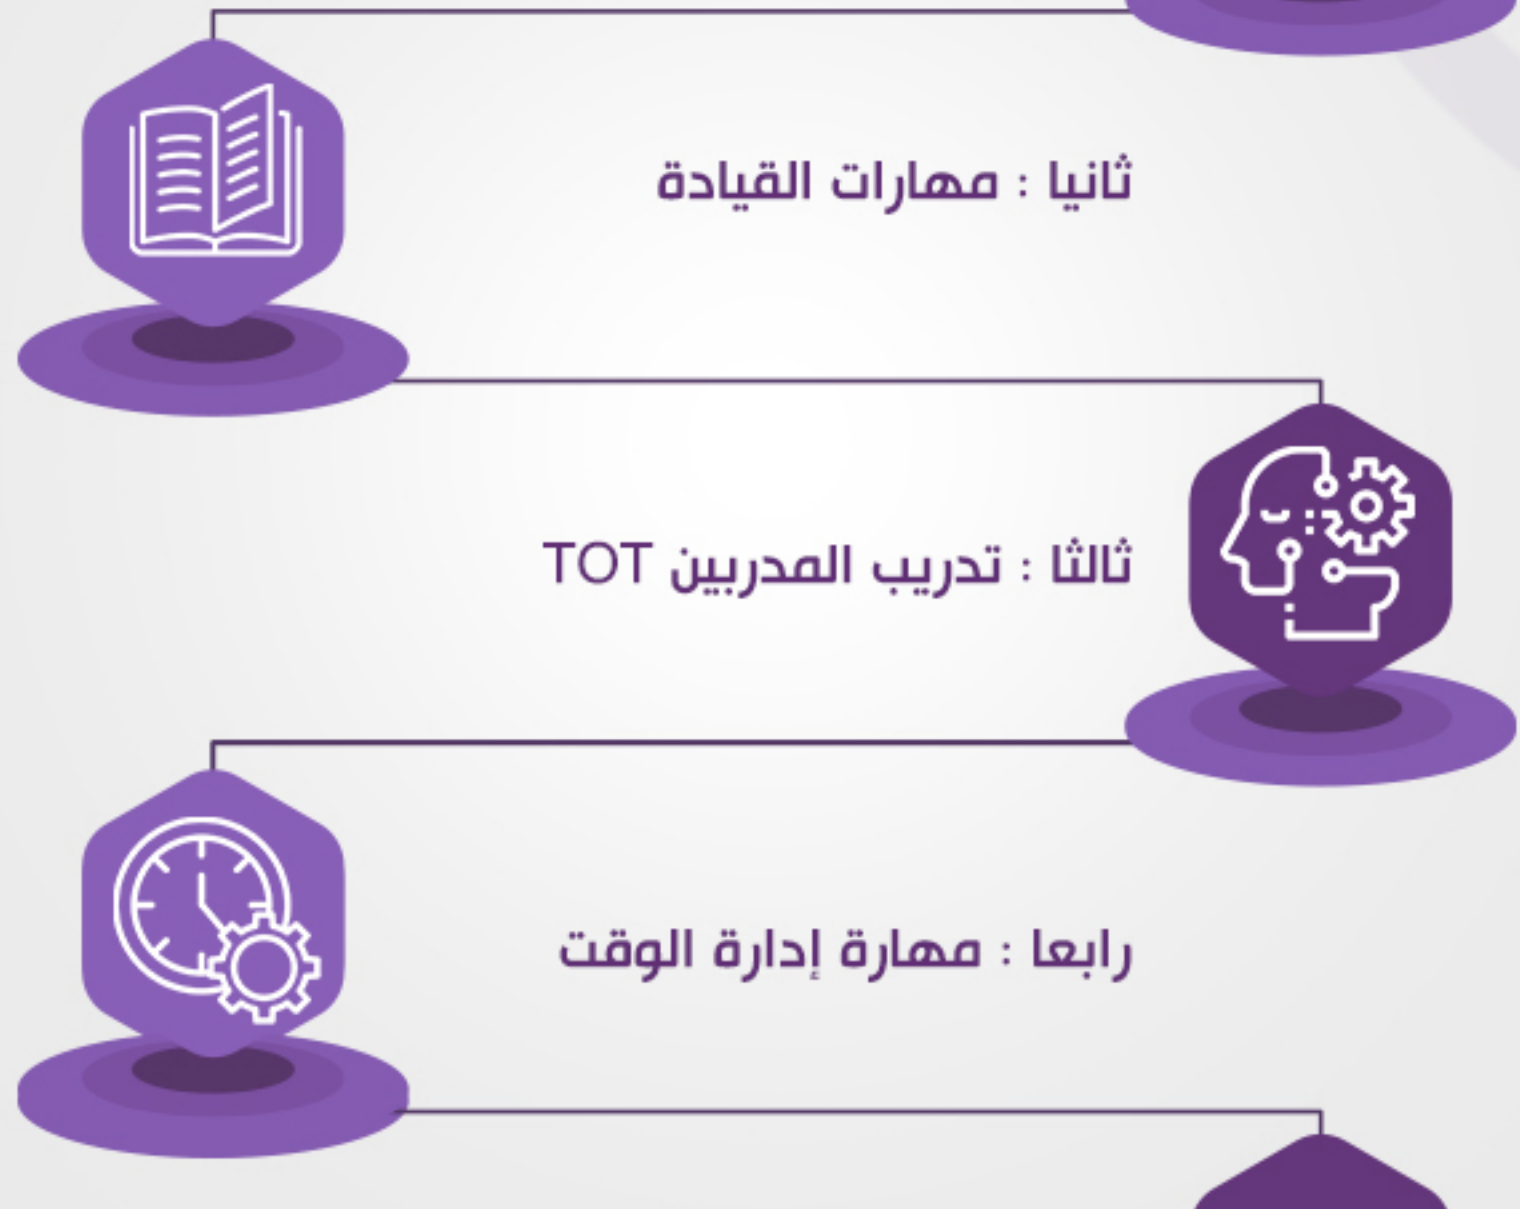 ثانيا : مهارات القيادة
ثالثا : تدريب المدربين TOT
رابعا : مهارة إدارة الوقت